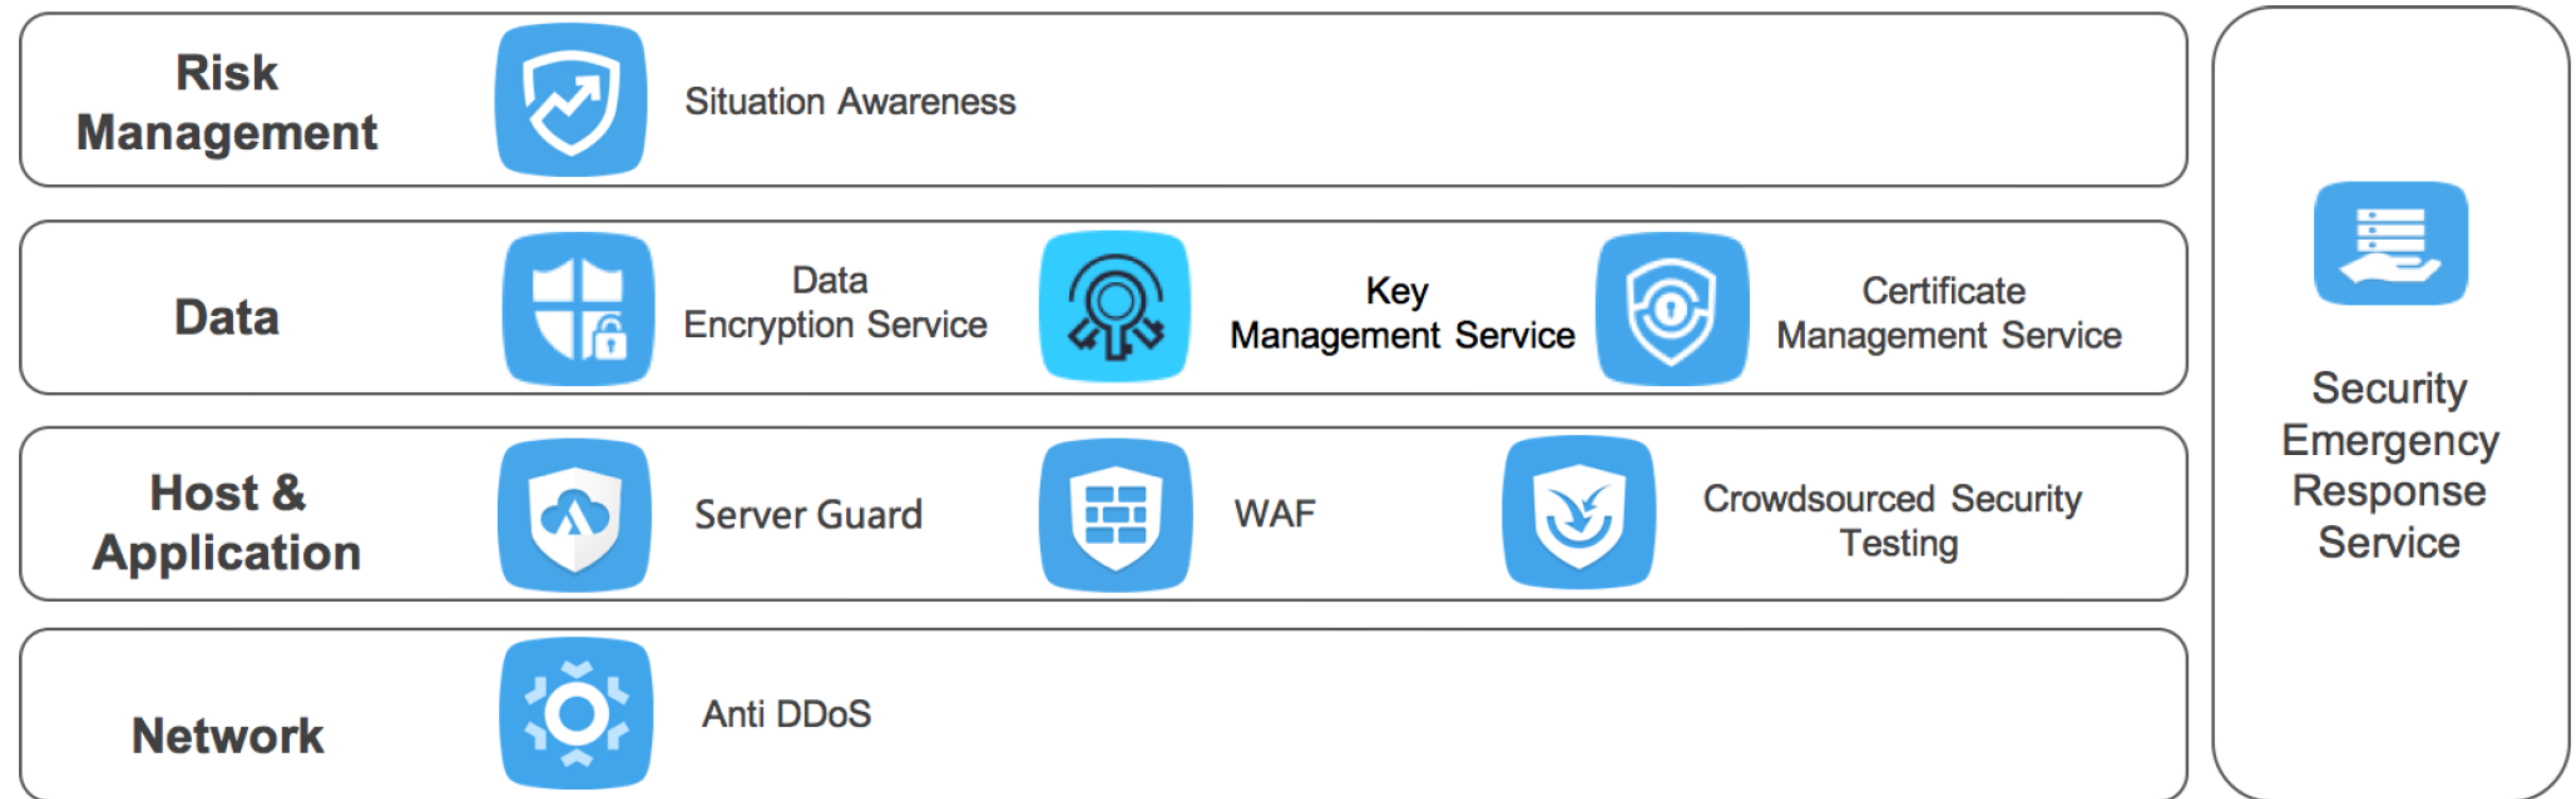 Risk
Management
Situation Awareness
Data
Data
Encryption Service
Key
Management Service
Certificate
Management Service
Host &
Application
Server Guard
WAF
Crowdsourced Security
Testing
Network
Anti DDoS
Security
Emergency
Response
Service